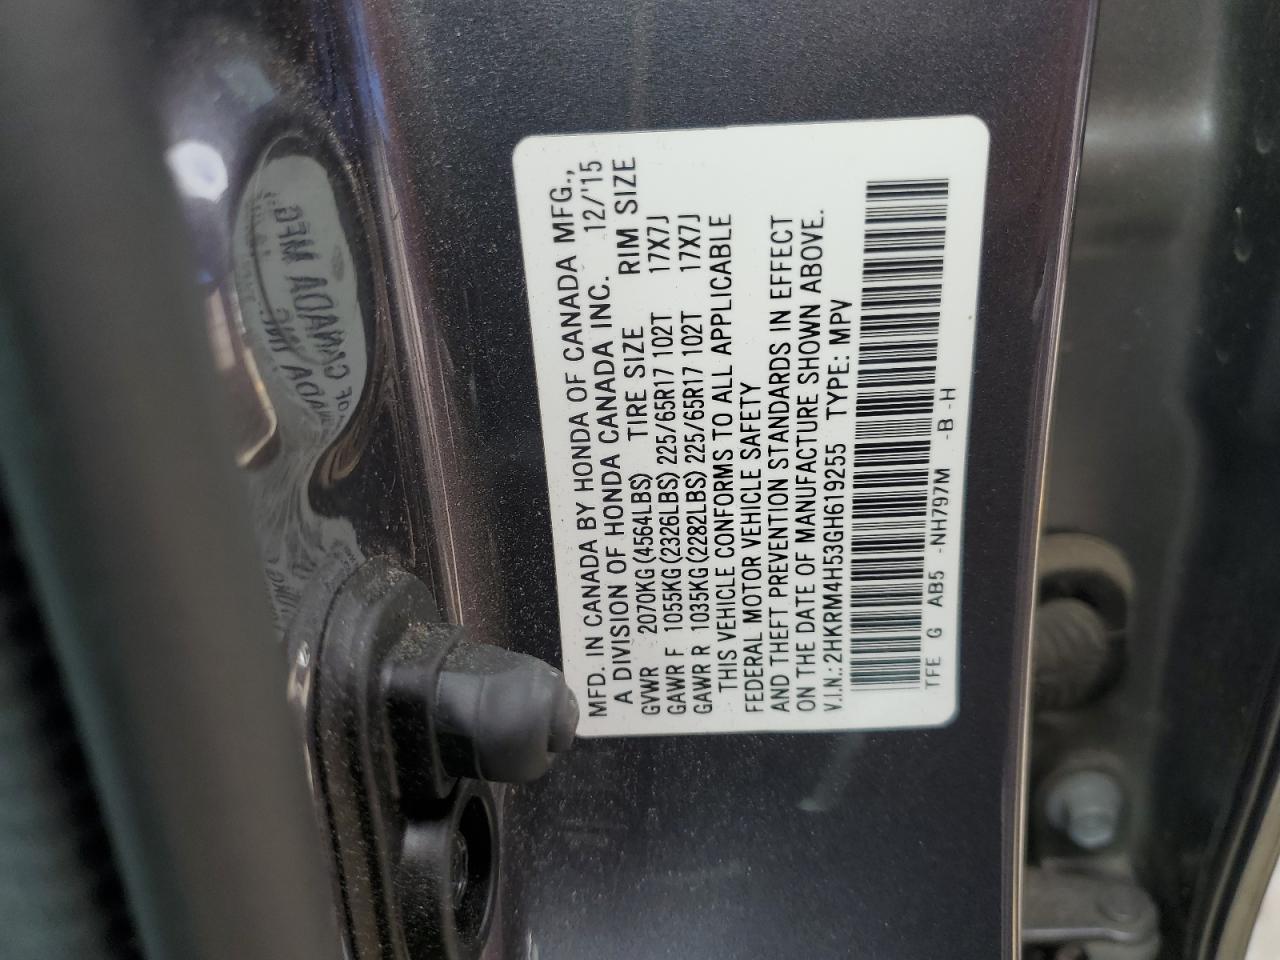 MFD. IN CANADA BY HONDA OF CANADA MFG.,
A DIVISION OF HONDA CANADA INC. 12/'15
GVWR 2070KG (4564LBS) TIRE SIZE RIM SIZE
GAWR F 1055KG (2326LBS) 225/65R17 102T 17X7J
GAWR R 1035KG (2282LBS) 225/65R17 102T 17X7J
THIS VEHICLE CONFORMS TO ALL APPLICABLE
FEDERAL MOTOR VEHICLE SAFETY
AND THEFT PREVENTION STANDARDS IN EFFECT
ON THE DATE OF MANUFACTURE SHOWN ABOVE.
V.I.N.: 2HKRM4H53GH619255 TYPE: MPV
TFE G AB5 -NH797M -B -H